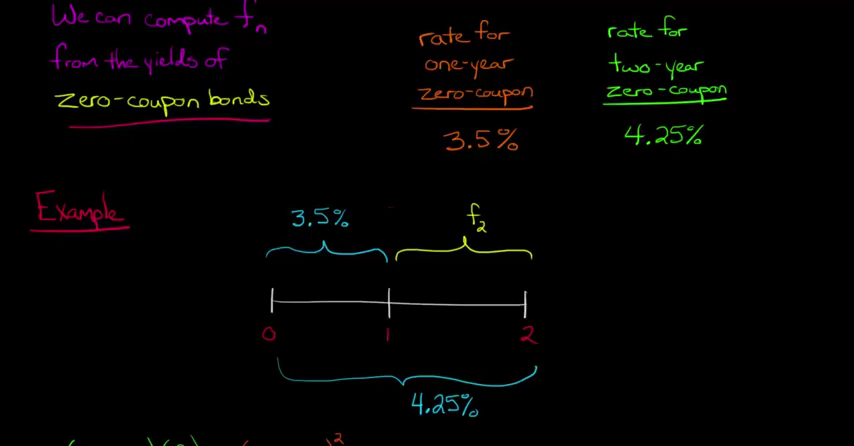 We can compute fn
from the yields of
zero-coupon bonds
rate for
one-year
zero-coupon
3.5%
rate for
two-year
zero-coupon
4.25%
Example
3.5%
f2
0 1 2
4.25%